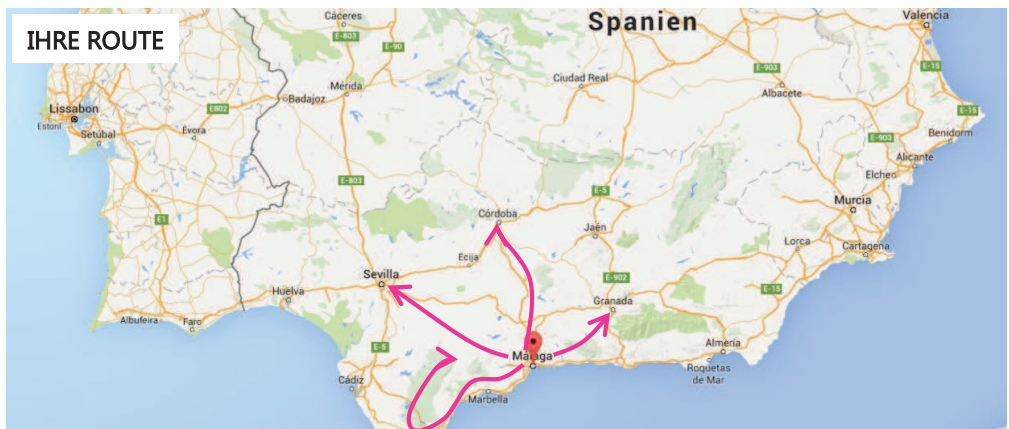 IHRE ROUTE
Spanien
Cáceres
Valencia
E-803
E-90
E-15
E-903
Ciudad Real
Mérida
Albacete
Badajoz
Lissabon
E802
E-15
Estoril
Setúbal
Évora
E-903
Benidorm
Alicante
Elche
E-803
E-5
Murcia
E1
Córdoba
Jaén
Lorca
Cartagena
Écija
Sevilla
E-902
Huelva
E-15
Granada
Albufeira
Faro
E-5
Almería
Málaga
Roquetas
de Mar
Cádiz
Marbella